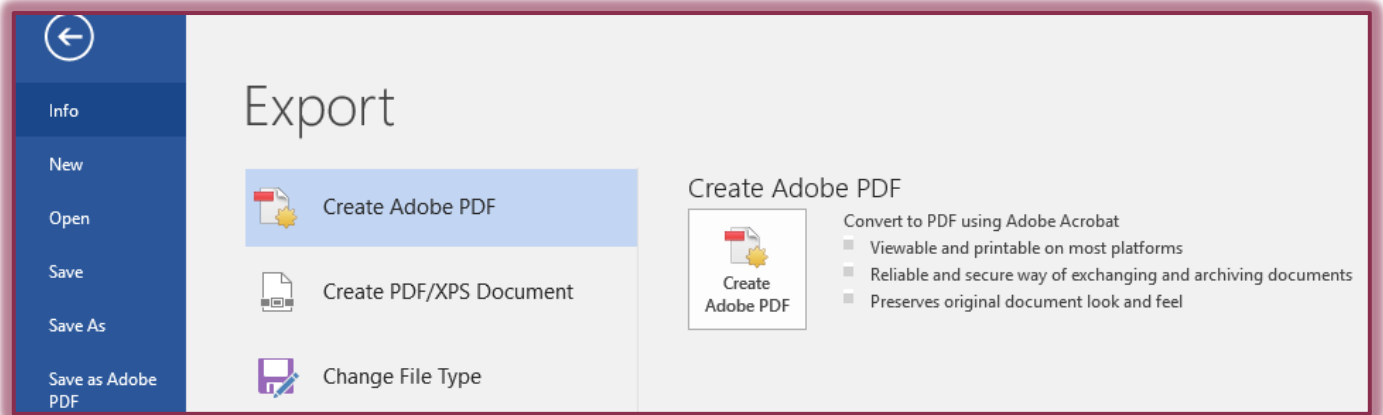 Info
New
Open
Save
Save As
Save as Adobe
PDF
Export
Create Adobe PDF
Create PDF/XPS Document
Change File Type
Create Adobe PDF
Create
Adobe PDF
Convert to PDF using Adobe Acrobat
Viewable and printable on most platforms
Reliable and secure way of exchanging and archiving documents
Preserves original document look and feel